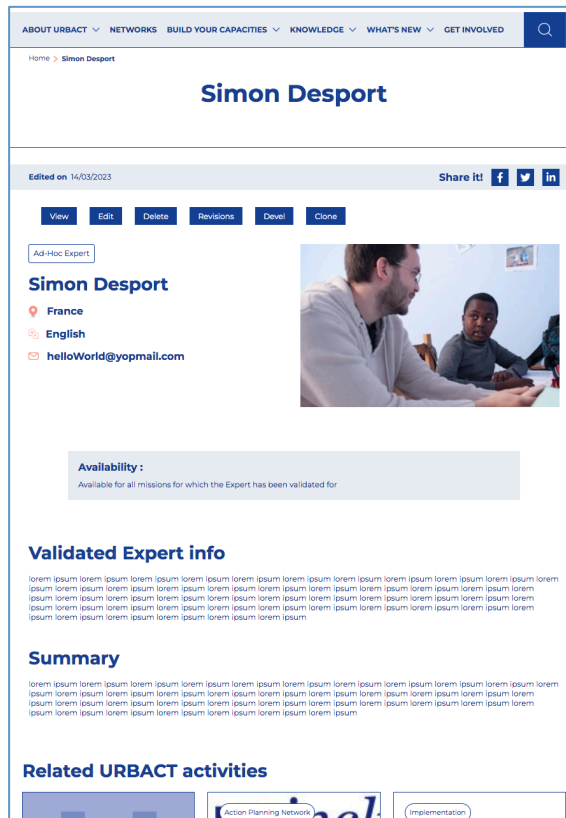 ABOUT URBACT NETWORKS BUILD YOUR CAPACITIES KNOWLEDGE WHAT'S NEW GET INVOLVED
Home > Simon Desport
Simon Desport
Edited on 14/03/2023 Share it! f in
View Edit Delete Revisions Devel Clone
Ad-Hoc Expert
Simon Desport
France
English
helloWorld@yopmail.com
Availability :
Available for all missions for which the Expert has been validated for
Validated Expert info
lorem ipsum lorem ipsum lorem ipsum lorem ipsum lorem ipsum lorem ipsum lorem ipsum lorem ipsum lorem ipsum lorem ipsum lorem
ipsum lorem ipsum lorem ipsum lorem ipsum lorem ipsum lorem ipsum lorem ipsum lorem ipsum lorem ipsum lorem ipsum lorem
ipsum lorem ipsum lorem ipsum lorem ipsum lorem ipsum lorem ipsum lorem ipsum lorem ipsum lorem ipsum lorem ipsum lorem
ipsum lorem ipsum lorem ipsum lorem ipsum lorem ipsum lorem ipsum lorem ipsum lorem ipsum lorem ipsum lorem ipsum lorem
ipsum lorem ipsum lorem ipsum lorem ipsum lorem ipsum lorem ipsum
Summary
lorem ipsum lorem ipsum lorem ipsum lorem ipsum lorem ipsum lorem ipsum lorem ipsum lorem ipsum lorem ipsum lorem ipsum lorem
ipsum lorem ipsum lorem ipsum lorem ipsum lorem ipsum lorem ipsum lorem ipsum lorem ipsum lorem ipsum lorem ipsum lorem
ipsum lorem ipsum lorem ipsum lorem ipsum lorem ipsum lorem ipsum lorem ipsum lorem ipsum lorem ipsum lorem ipsum lorem
ipsum lorem ipsum lorem ipsum lorem ipsum lorem ipsum lorem ipsum lorem ipsum
Related URBACT activities
Action Planning Network Implementation